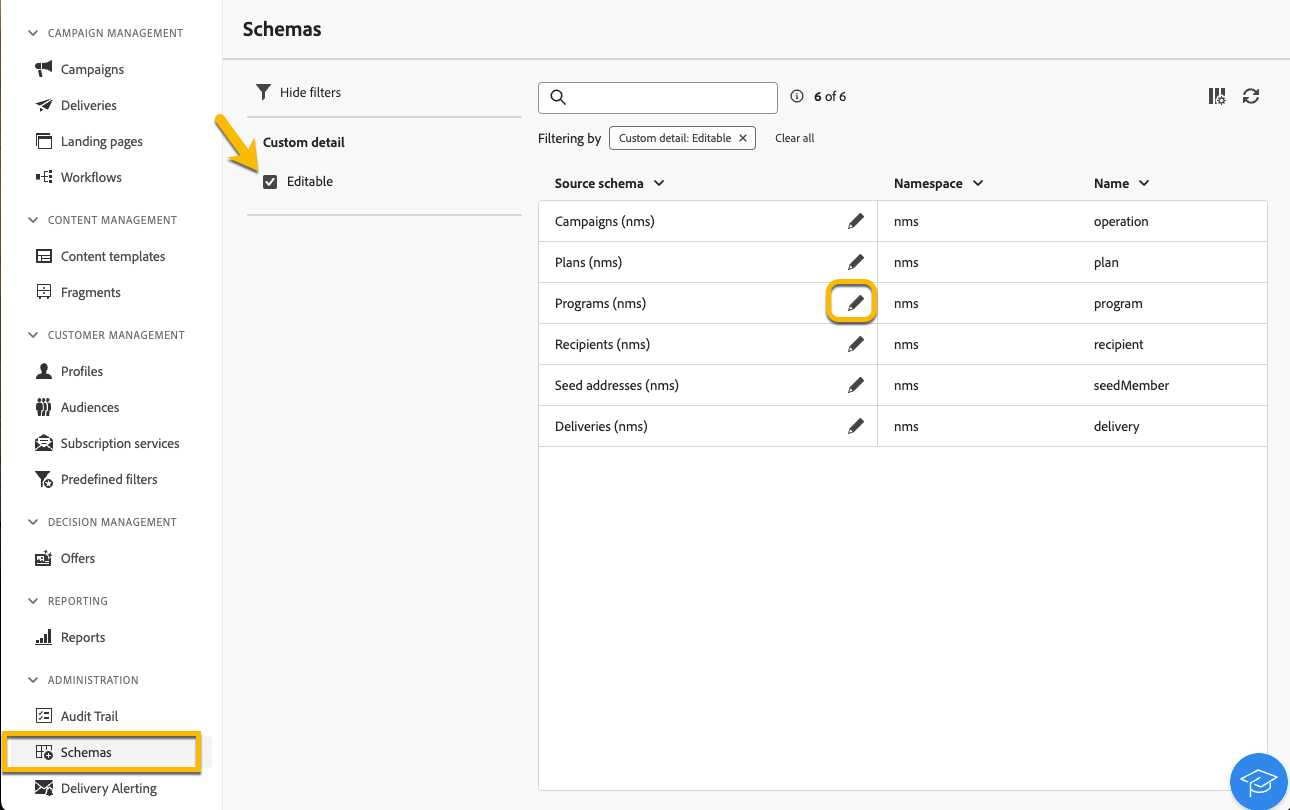 CAMPAIGN MANAGEMENT
Campaigns
Deliveries
Landing pages
Workflows
CONTENT MANAGEMENT
Content templates
Fragments
CUSTOMER MANAGEMENT
Profiles
Audiences
Subscription services
Predefined filters
DECISION MANAGEMENT
Offers
REPORTING
Reports
ADMINISTRATION
Audit Trail
Schemas
Delivery Alerting
Schemas
Hide filters
Custom detail
Editable
6 of 6
Filtering by Custom detail: Editable Clear all
Source schema Namespace Name
Campaigns (nms) nms operation
Plans (nms) nms plan
Programs (nms) nms program
Recipients (nms) nms recipient
Seed addresses (nms) nms seedMember
Deliveries (nms) nms delivery